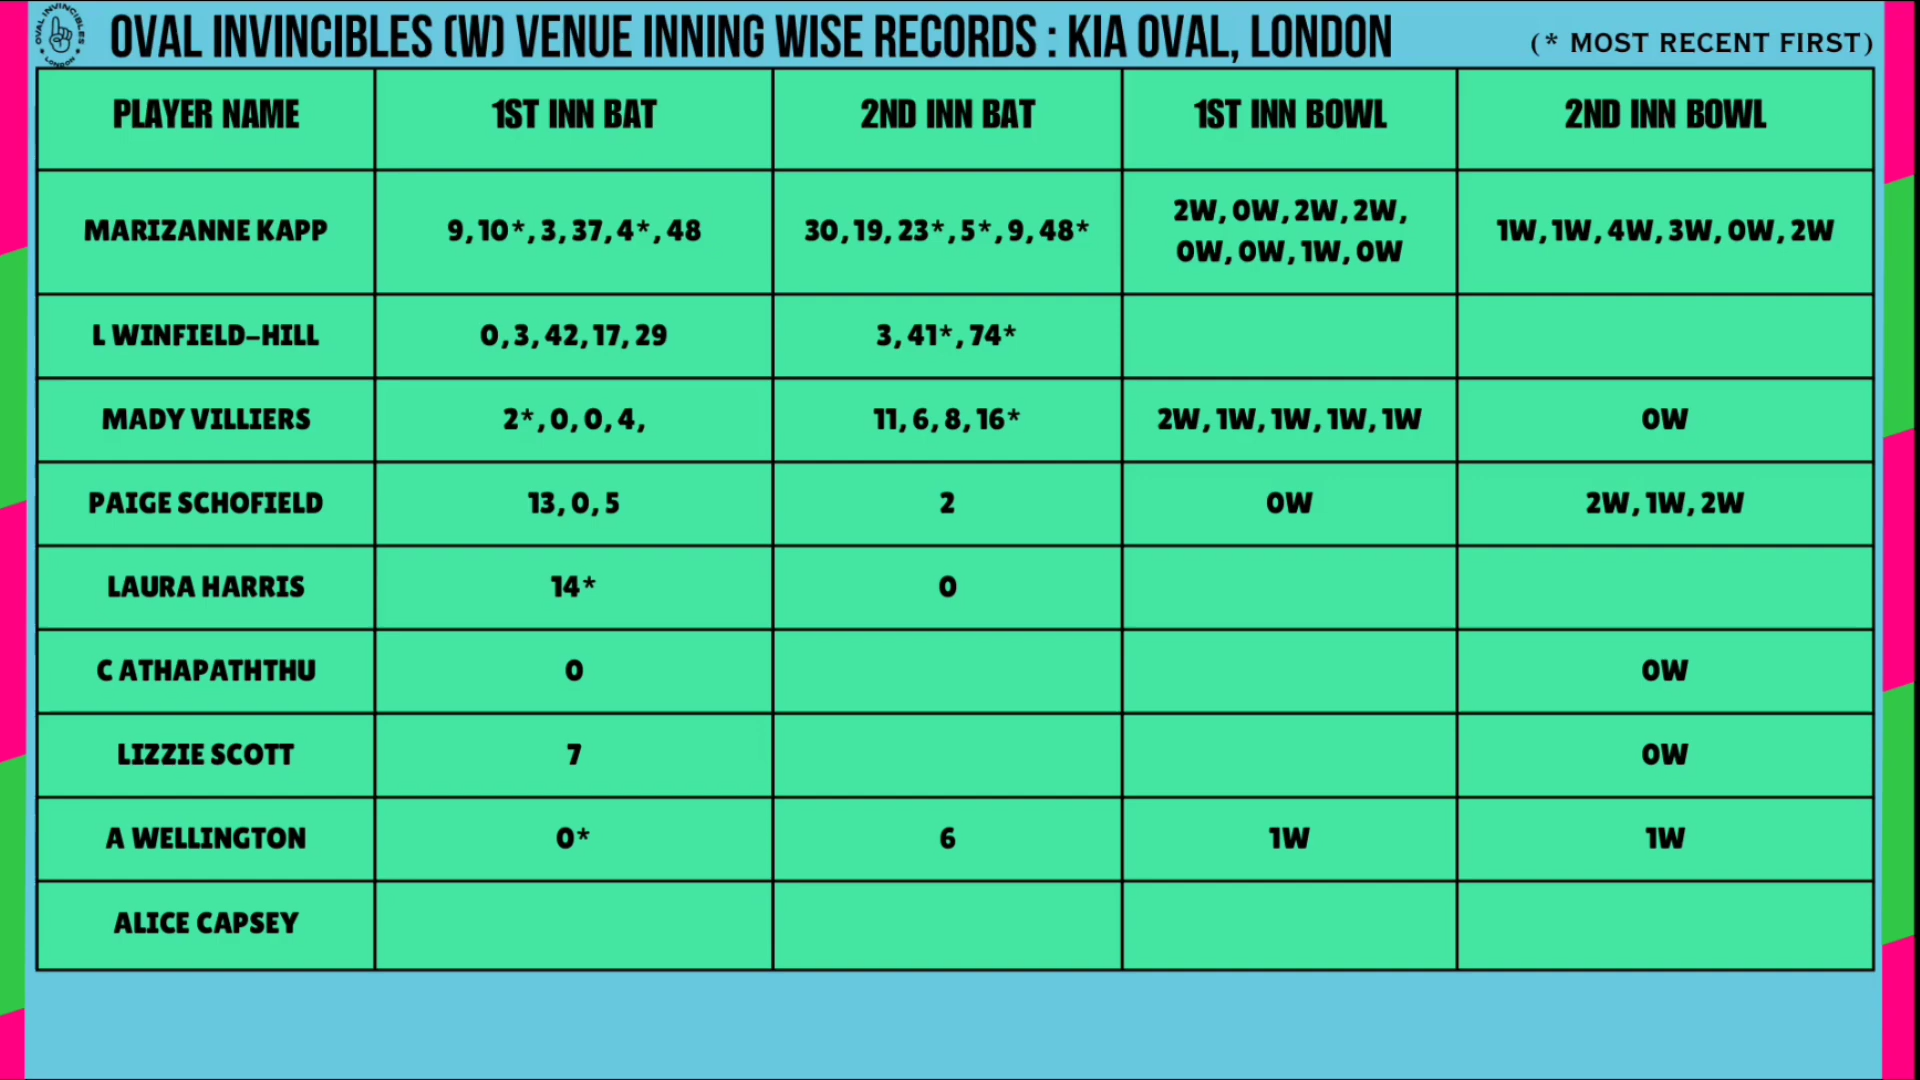 OVAL INVINCIBLES LONDON
OVAL INVINCIBLES (W) VENUE INNING WISE RECORDS : KIA OVAL, LONDON
(* MOST RECENT FIRST)
PLAYER NAME 1ST INN BAT 2ND INN BAT 1ST INN BOWL 2ND INN BOWL
MARIZANNE KAPP 9, 10*, 3, 37, 4*, 48 30, 19, 23*, 5*, 9, 48* 2W, 0W, 2W, 2W, 0W, 0W, 1W, 0W 1W, 1W, 4W, 3W, 0W, 2W
L WINFIELD-HILL 0, 3, 42, 17, 29 3, 41*, 74*
MADY VILLIERS 2*, 0, 0, 4, 11, 6, 8, 16* 2W, 1W, 1W, 1W, 1W 0W
PAIGE SCHOFIELD 13, 0, 5 2 0W 2W, 1W, 2W
LAURA HARRIS 14* 0
C ATHAPATHTHU 0 0W
LIZZIE SCOTT 7 0W
A WELLINGTON 0* 6 1W 1W
ALICE CAPSEY